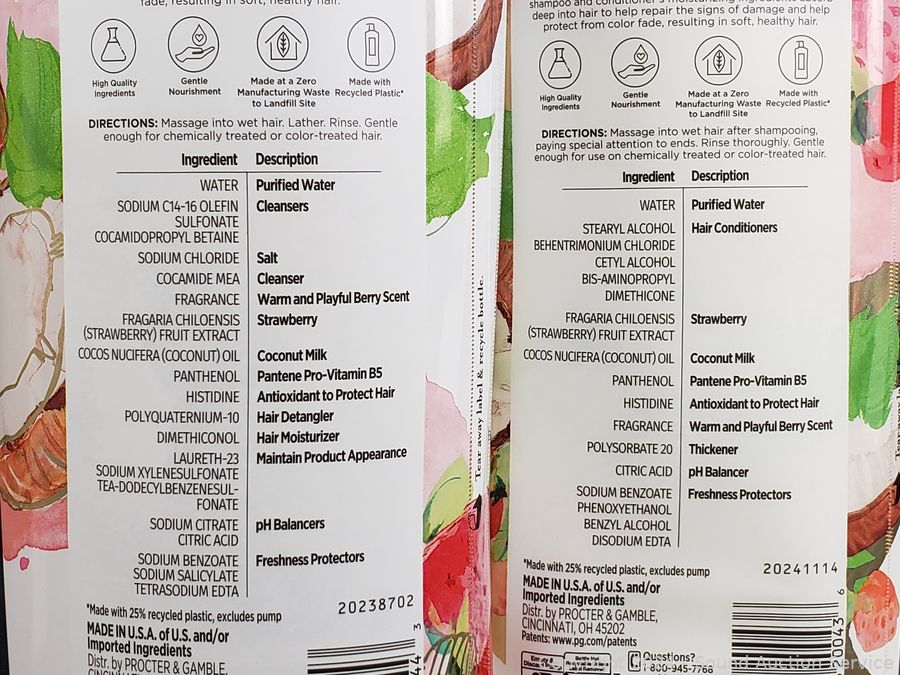 fade, resulting in soft, healthy hair.
High Quality
Ingredients
Gentle
Nourishment
Made at a Zero
Manufacturing Waste
to Landfill Site
Made with
Recycled Plastic*
DIRECTIONS: Massage into wet hair. Lather. Rinse. Gentle
enough for chemically treated or color-treated hair.
Ingredient Description
WATER Purified Water
SODIUM C14-16 OLEFIN Cleansers
SULFONATE
COCAMIDOPROPYL BETAINE
SODIUM CHLORIDE Salt
COCAMIDE MEA Cleanser
FRAGRANCE Warm and Playful Berry Scent
FRAGARIA CHILOENSIS Strawberry
(STRAWBERRY) FRUIT EXTRACT
COCOS NUCIFERA (COCONUT) OIL Coconut Milk
PANTHENOL Pantene Pro-Vitamin B5
HISTIDINE Antioxidant to Protect Hair
POLYQUATERNIUM-10 Hair Detangler
DIMETHICONOL Hair Moisturizer
LAURETH-23 Maintain Product Appearance
SODIUM XYLENESULFONATE
TEA-DODECYLBENZENESUL-
FONATE
SODIUM CITRATE pH Balancers
CITRIC ACID
SODIUM BENZOATE Freshness Protectors
SODIUM SALICYLATE
TETRASODIUM EDTA
*Made with 25% recycled plastic, excludes pump
20238702
MADE IN U.S.A. of U.S. and/or
Imported Ingredients
Distr. by PROCTER & GAMBLE,
Tear away label & recycle bottle.
shampoo and conditioner's moisturizing ingredients
deep into hair to help repair the signs of damage and help
protect from color fade, resulting in soft, healthy hair.
High Quality
Ingredients
Gentle
Nourishment
Made at a Zero
Manufacturing Waste
to Landfill Site
Made with
Recycled Plastic*
DIRECTIONS: Massage into wet hair after shampooing,
paying special attention to ends. Rinse thoroughly. Gentle
enough for use on chemically treated or color-treated hair.
Ingredient Description
WATER Purified Water
STEARYL ALCOHOL Hair Conditioners
BEHENTRIMONIUM CHLORIDE
CETYL ALCOHOL
BIS-AMINOPROPYL
DIMETHICONE
FRAGARIA CHILOENSIS Strawberry
(STRAWBERRY) FRUIT EXTRACT
COCOS NUCIFERA (COCONUT) OIL Coconut Milk
PANTHENOL Pantene Pro-Vitamin B5
HISTIDINE Antioxidant to Protect Hair
FRAGRANCE Warm and Playful Berry Scent
POLYSORBATE 20 Thickener
CITRIC ACID pH Balancer
SODIUM BENZOATE Freshness Protectors
PHENOXYETHANOL
BENZYL ALCOHOL
DISODIUM EDTA
*Made with 25% recycled plastic, excludes pump
20241114
MADE IN U.S.A. of U.S. and/or
Imported Ingredients
Distr. by PROCTER & GAMBLE,
CINCINNATI, OH 45202
Patents: www.pg.com/patents
Questions?
1-800-945-7768
Auction Service